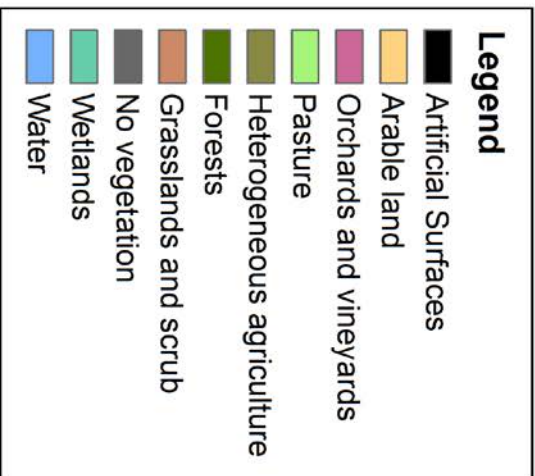 Legend
Artificial Surfaces
Arable land
Orchards and vineyards
Pasture
Heterogeneous agriculture
Forests
Grasslands and scrub
No vegetation
Wetlands
Water